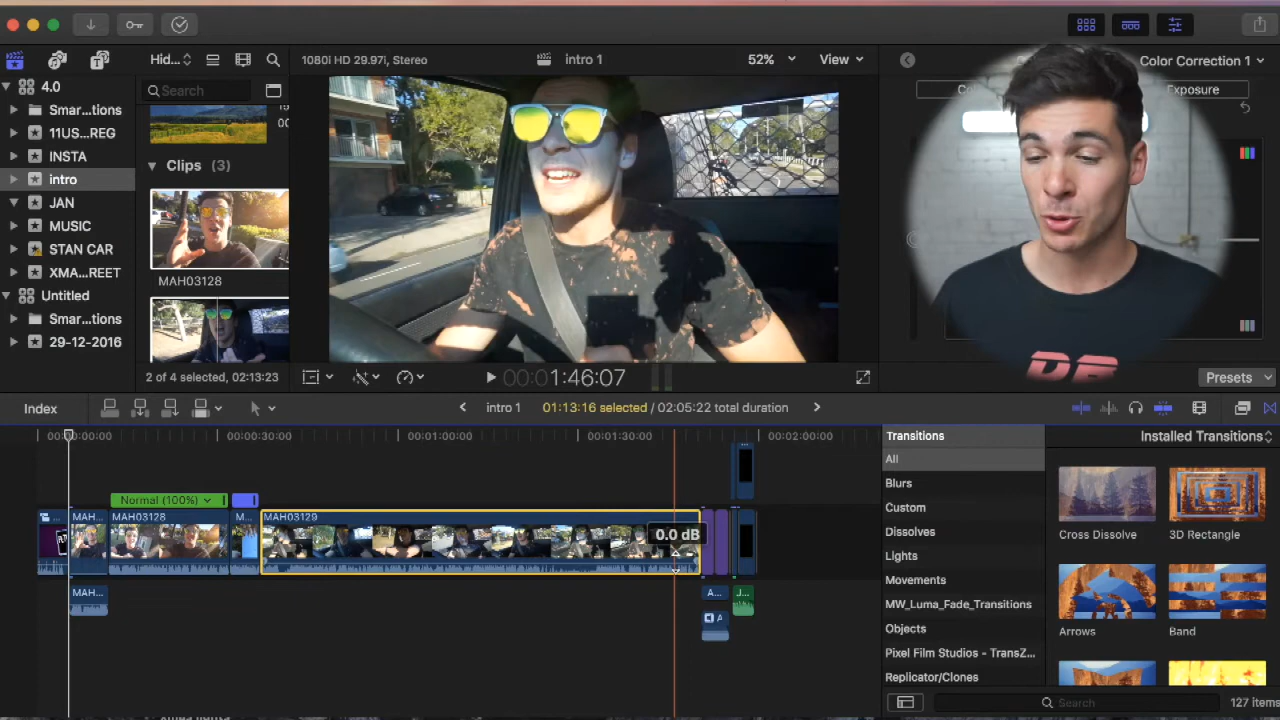 Hid...
1080i HD 29.97i, Stereo
intro 1
52%
View
Color Correction 1
4.0
Search
Exposure
Smar...tions
11US...REG
INSTA
Clips (3)
intro
JAN
MUSIC
STAN CAR
XMA...REET
MAH03128
Untitled
Smar...tions
29-12-2016
2 of 4 selected, 02:13:23
00:01:46:07
Presets
Index
intro 1
01:13:16 selected / 02:05:22 total duration
00:00:00:00
00:00:30:00
00:01:00:00
00:01:30:00
00:02:00:00
Transitions
Installed Transitions
All
Blurs
Custom
Dissolves
Lights
Movements
MW_Luma_Fade_Transitions
Objects
Pixel Film Studios - TransZ...
Replicator/Clones
Cross Dissolve
3D Rectangle
Arrows
Band
Normal (100%)
MAH...
MAH03128
M...
MAH03129
0.0 dB
MAH...
A...
J...
A
Search
127 items